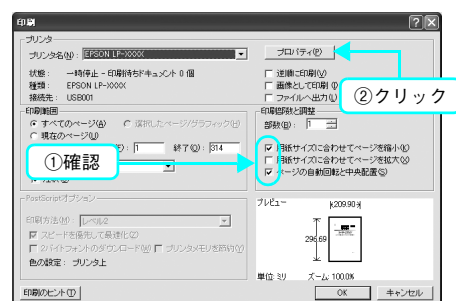 印刷
プリンタ
プリンタ名(N): EPSON LP-XXXX
プロパティ(P)
状態: 一時停止 - 印刷待ちドキュメント 0 個
種類: EPSON LP-XXXX
接続先: USB001
逆順に印刷(V)
画像として印刷
ファイルへ出力(L)
②クリック
印刷範囲
すべてのページ(A)
選択したページ/グラフィック(H)
現在のページ(U)
1 終了(O): 314
①確認
印刷部数と調整
部数(B): 1
用紙サイズに合わせてページを縮小(K)
用紙サイズに合わせてページを拡大(X)
ページの自動回転と中央配置(S)
PostScriptオプション
印刷方法(M): レベル2
スピードを優先して最適化(Z)
2バイトフォントのダウンロード(W)
プリンタメモリを節約(Y)
色の設定: プリンタ上
プレビュー
209.90
296.69
単位: ミリ ズーム: 100.0%
印刷のヒント(T)
OK
キャンセル